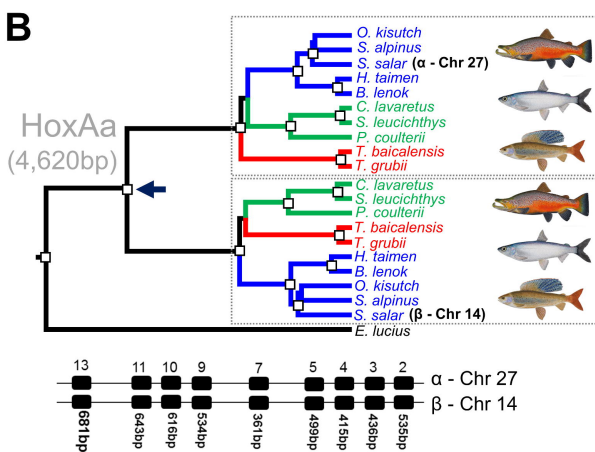 B
HoxAa
(4,620bp)
O. kisutch
S. alpinus
S. salar (α - Chr 27)
H. taimen
B. lenok
C. lavaretus
S. leucichthys
P. coulterii
T. baicalensis
T. grubii
C. lavaretus
S. leucichthys
P. coulterii
T. baicalensis
T. grubii
H. taimen
B. lenok
O. kisutch
S. alpinus
S. salar (β - Chr 14)
E. lucius
13 11 10 9 7 5 4 3 2
α - Chr 27
β - Chr 14
681bp 643bp 616bp 534bp 361bp 499bp 415bp 436bp 535bp